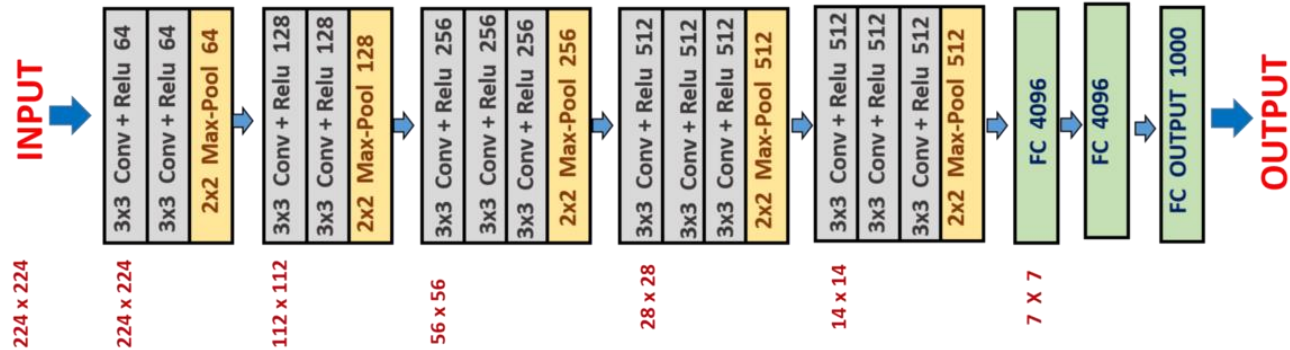 INPUT
224 x 224
3x3 Conv + Relu 64
3x3 Conv + Relu 64
2x2 Max-Pool 64
224 x 224
3x3 Conv + Relu 128
3x3 Conv + Relu 128
2x2 Max-Pool 128
112 x 112
3x3 Conv + Relu 256
3x3 Conv + Relu 256
3x3 Conv + Relu 256
2x2 Max-Pool 256
56 x 56
3x3 Conv + Relu 512
3x3 Conv + Relu 512
3x3 Conv + Relu 512
2x2 Max-Pool 512
28 x 28
3x3 Conv + Relu 512
3x3 Conv + Relu 512
3x3 Conv + Relu 512
2x2 Max-Pool 512
14 x 14
FC 4096
7 X 7
FC 4096
FC OUTPUT 1000
OUTPUT